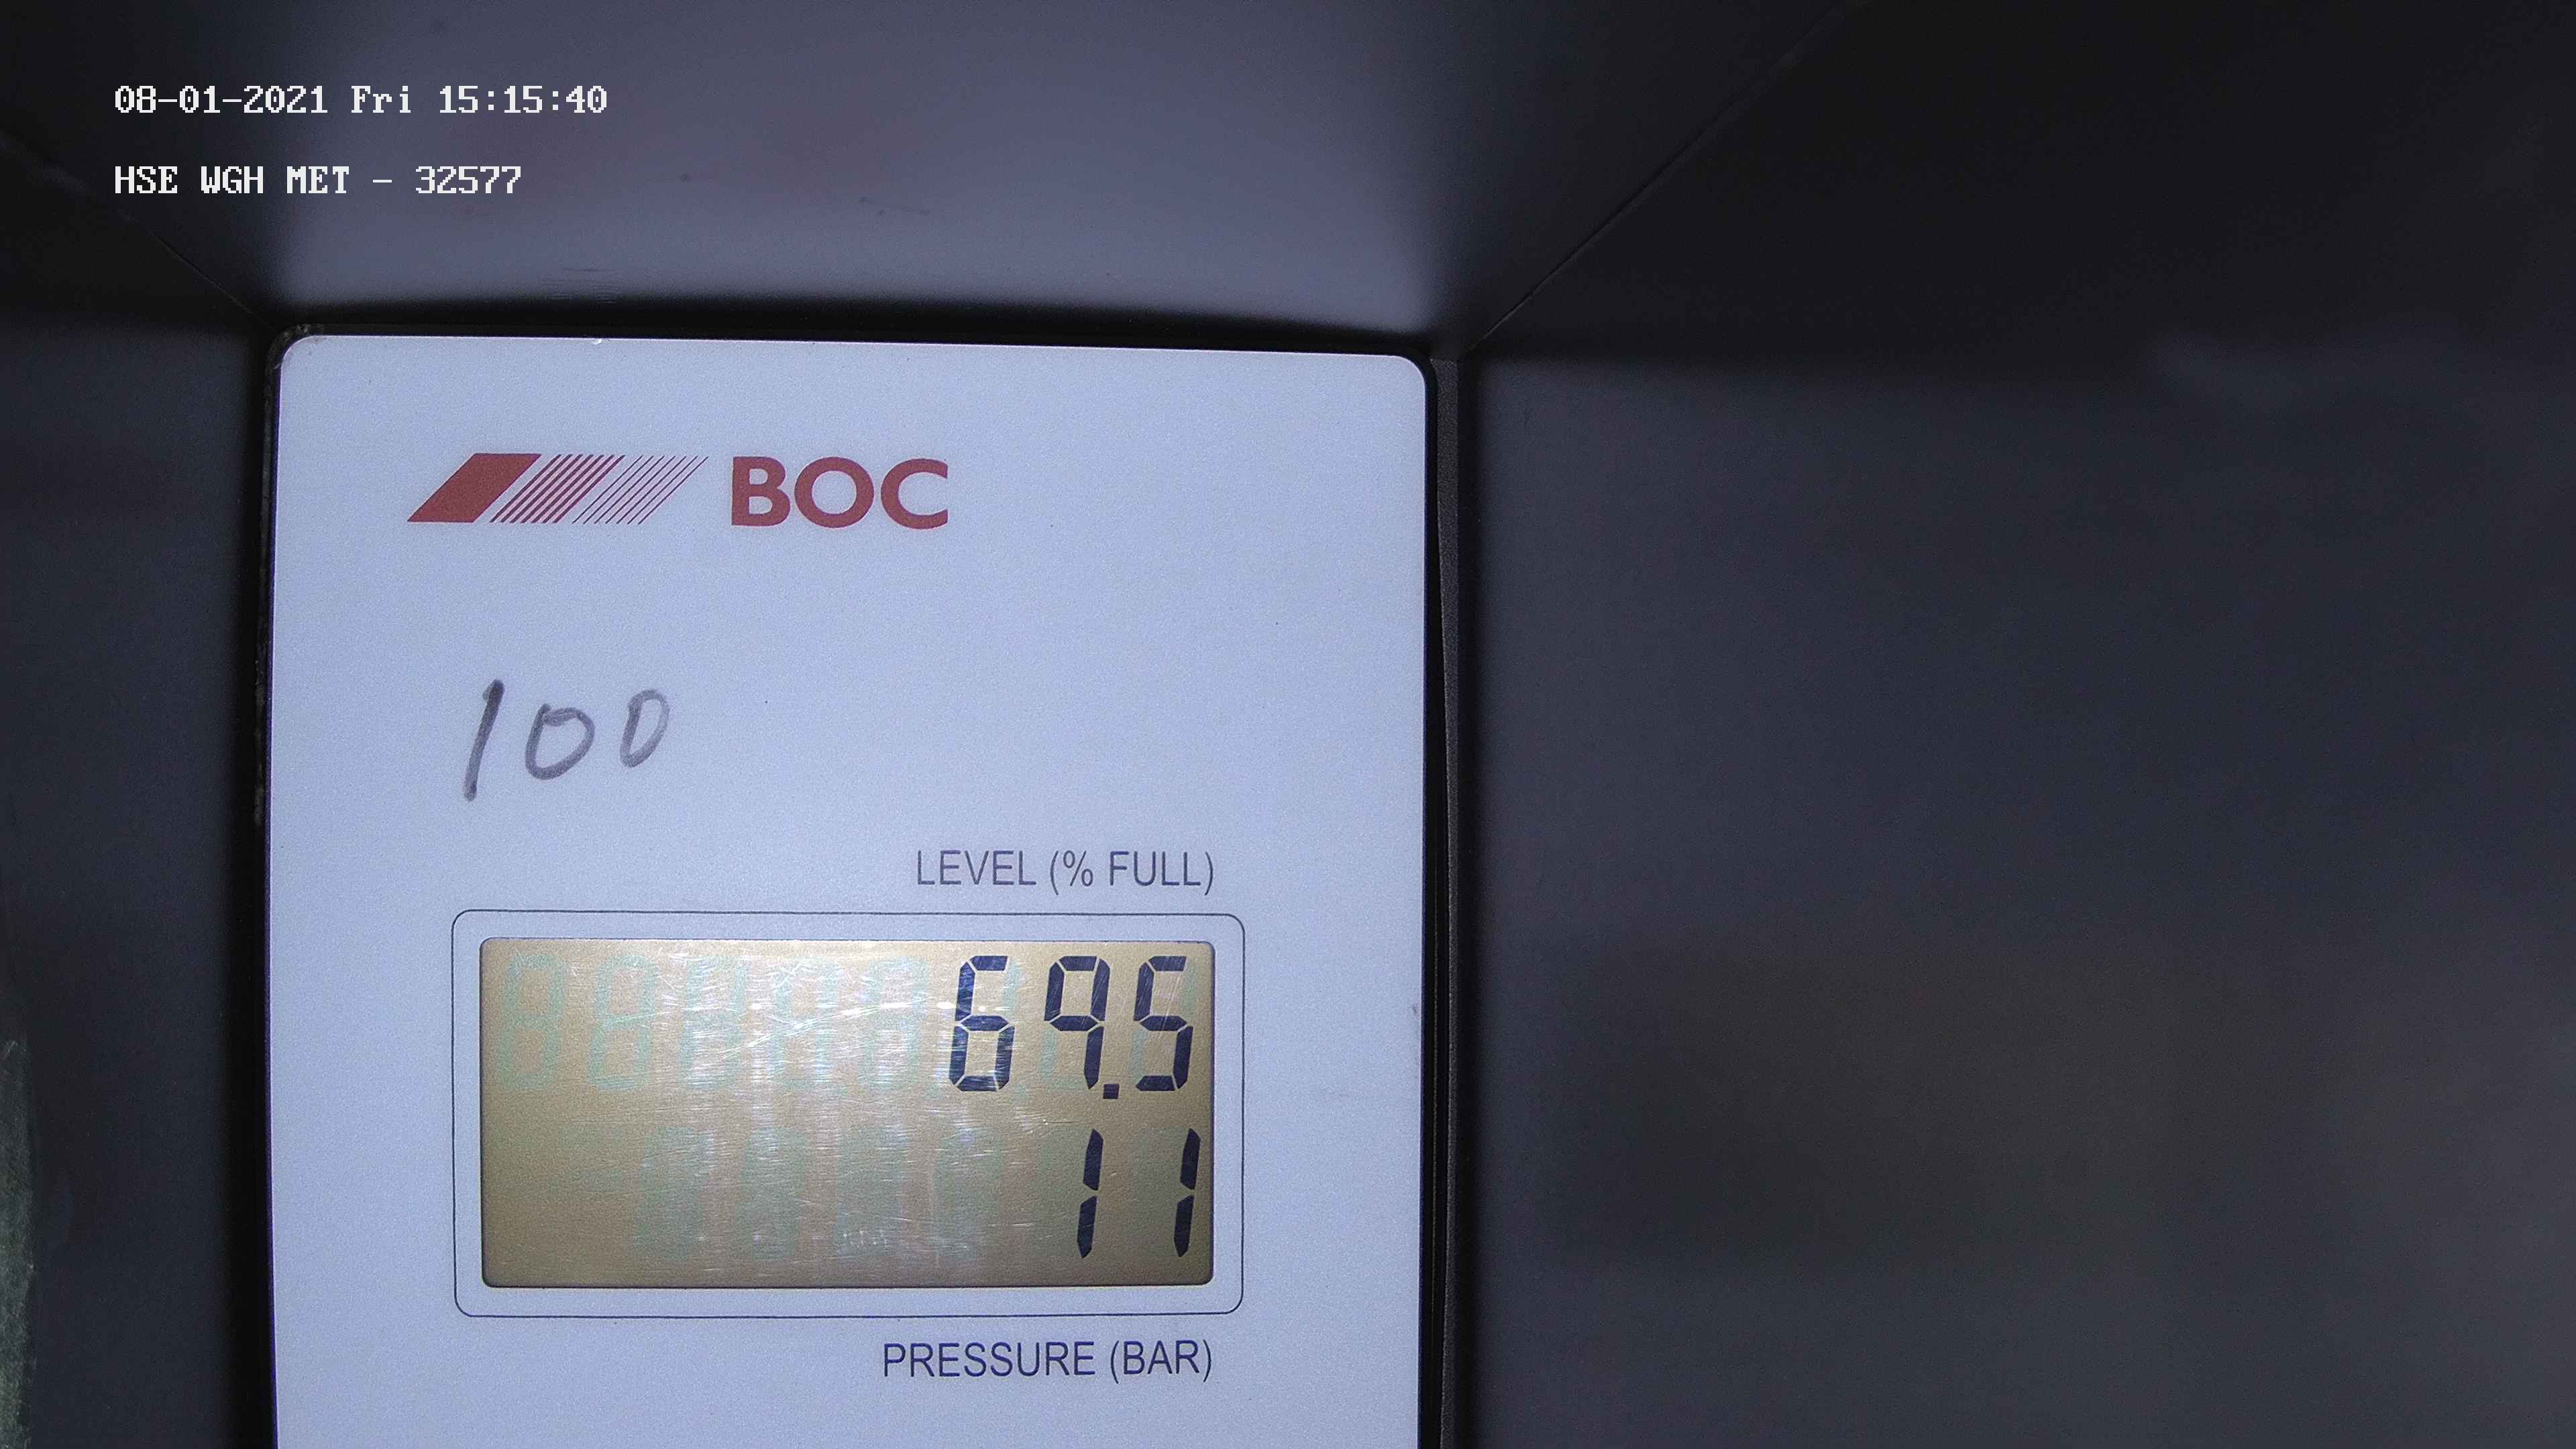 08-01-2021 Fri 15:15:40
HSE WGH MET - 32577
BOC
100
LEVEL (% FULL)
69.5
11
PRESSURE (BAR)